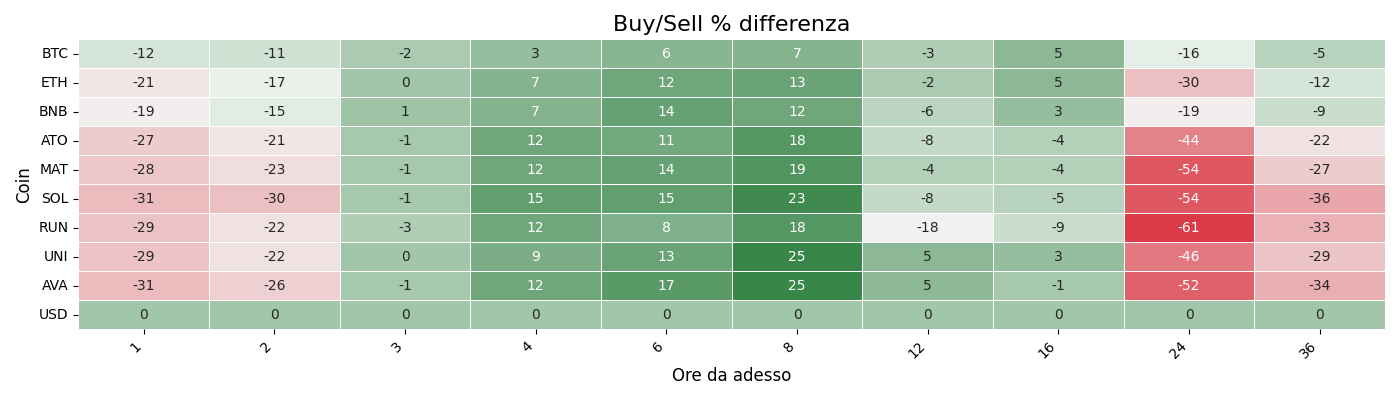 Buy/Sell % differenza
Coin
BTC -12 -11 -2 3 6 7 -3 5 -16 -5
ETH -21 -17 0 7 12 13 -2 5 -30 -12
BNB -19 -15 1 7 14 12 -6 3 -19 -9
ATO -27 -21 -1 12 11 18 -8 -4 -44 -22
MAT -28 -23 -1 12 14 19 -4 -4 -54 -27
SOL -31 -30 -1 15 15 23 -8 -5 -54 -36
RUN -29 -22 -3 12 8 18 -18 -9 -61 -33
UNI -29 -22 0 9 13 25 5 3 -46 -29
AVA -31 -26 -1 12 17 25 5 -1 -52 -34
USD 0 0 0 0 0 0 0 0 0 0
1 2 3 4 6 8 12 16 24 36
Ore da adesso